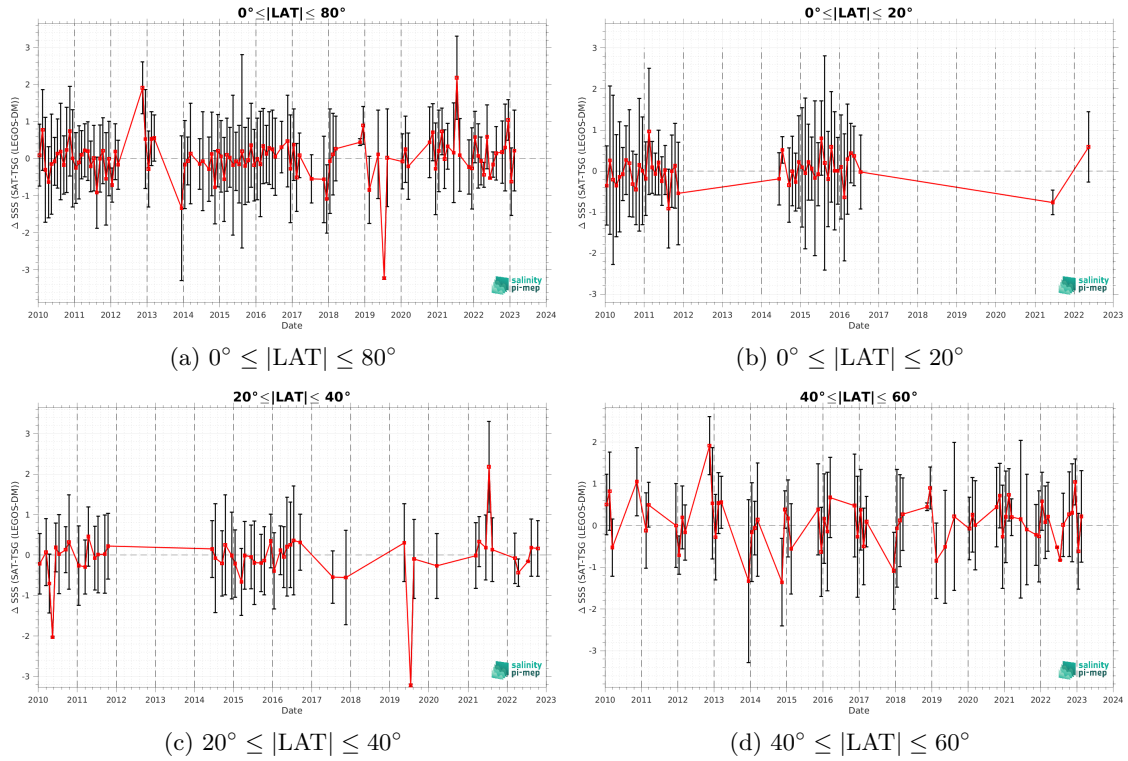 0°≤|LAT|≤ 80°
Δ SSS (SAT-TSG (LEGOS-DMI))
3
2
1
0
-1
-2
-3
2010 2011 2012 2013 2014 2015 2016 2017 2018 2019 2020 2021 2022 2023 2024
Date
salinity
pi-mep
(a) 0° ≤ |LAT| ≤ 80°
0°≤|LAT|≤ 20°
Δ SSS (SAT-TSG (LEGOS-DMI))
3
2
1
0
-1
-2
-3
2010 2011 2012 2013 2014 2015 2016 2017 2018 2019 2020 2021 2022 2023
Date
salinity
pi-mep
(b) 0° ≤ |LAT| ≤ 20°
20°≤|LAT|≤ 40°
Δ SSS (SAT-TSG (LEGOS-DMI))
3
2
1
0
-1
-2
-3
2010 2011 2012 2013 2014 2015 2016 2017 2018 2019 2020 2021 2022 2023
Date
salinity
pi-mep
(c) 20° ≤ |LAT| ≤ 40°
40°≤|LAT|≤ 60°
Δ SSS (SAT-TSG (LEGOS-DMI))
2
1
0
-1
-2
-3
2010 2011 2012 2013 2014 2015 2016 2017 2018 2019 2020 2021 2022 2023 2024
Date
salinity
pi-mep
(d) 40° ≤ |LAT| ≤ 60°